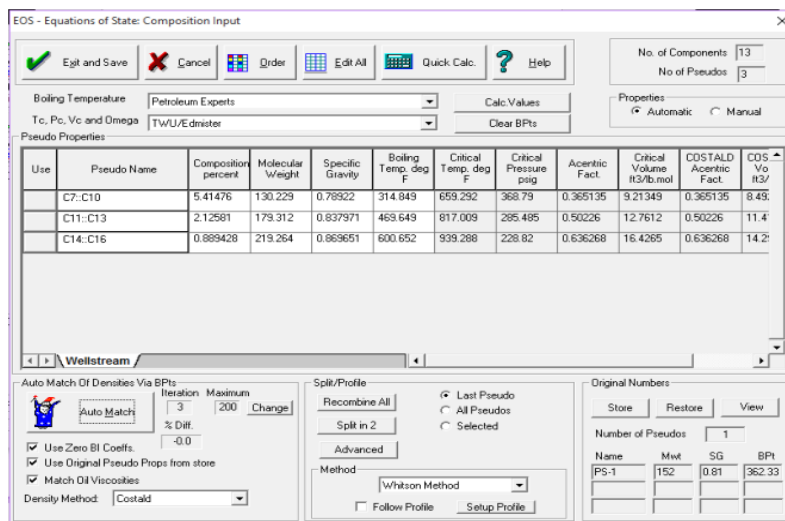 EOS - Equations of State: Composition Input
Exit and Save Cancel Order Edit All Quick Calc. Help
No. of Components 13
No of Pseudos 3
Boiling Temperature Petroleum Experts Calc.Values
Tc, Pc, Vc and Omega TWU/Edmister Clear BPts
Properties
Automatic Manual
Pseudo Properties
Use Pseudo Name Composition percent Molecular Weight Specific Gravity Boiling Temp. deg F Critical Temp. deg F Critical Pressure psig Acentric Fact. Critical Volume ft3/lb.mol COSTALD Acentric Fact. COS Vo ft3/
C7::C10 5.41476 130.229 0.78922 314.849 659.292 368.79 0.365135 9.21349 0.365135 8.492
C11::C13 2.12581 179.312 0.837971 469.649 817.009 285.485 0.50226 12.7612 0.50226 11.4
C14::C16 0.889428 219.264 0.869651 600.652 939.288 228.82 0.636268 16.4265 0.636268 14.2
Wellstream
Auto Match Of Densities Via BPts
Iteration Maximum
Auto Match 3 200 Change
% Diff.
-0.0
Use Zero BI Coeffs.
Use Original Pseudo Props from store
Match Oil Viscosities
Density Method: Costald
Split/Profile
Recombine All
Split in 2
Advanced
Last Pseudo
All Pseudos
Selected
Method
Whitson Method
Follow Profile Setup Profile
Original Numbers
Store Restore View
Number of Pseudos 1
Name Mwt SG BPt
PS-1 152 0.81 362.33